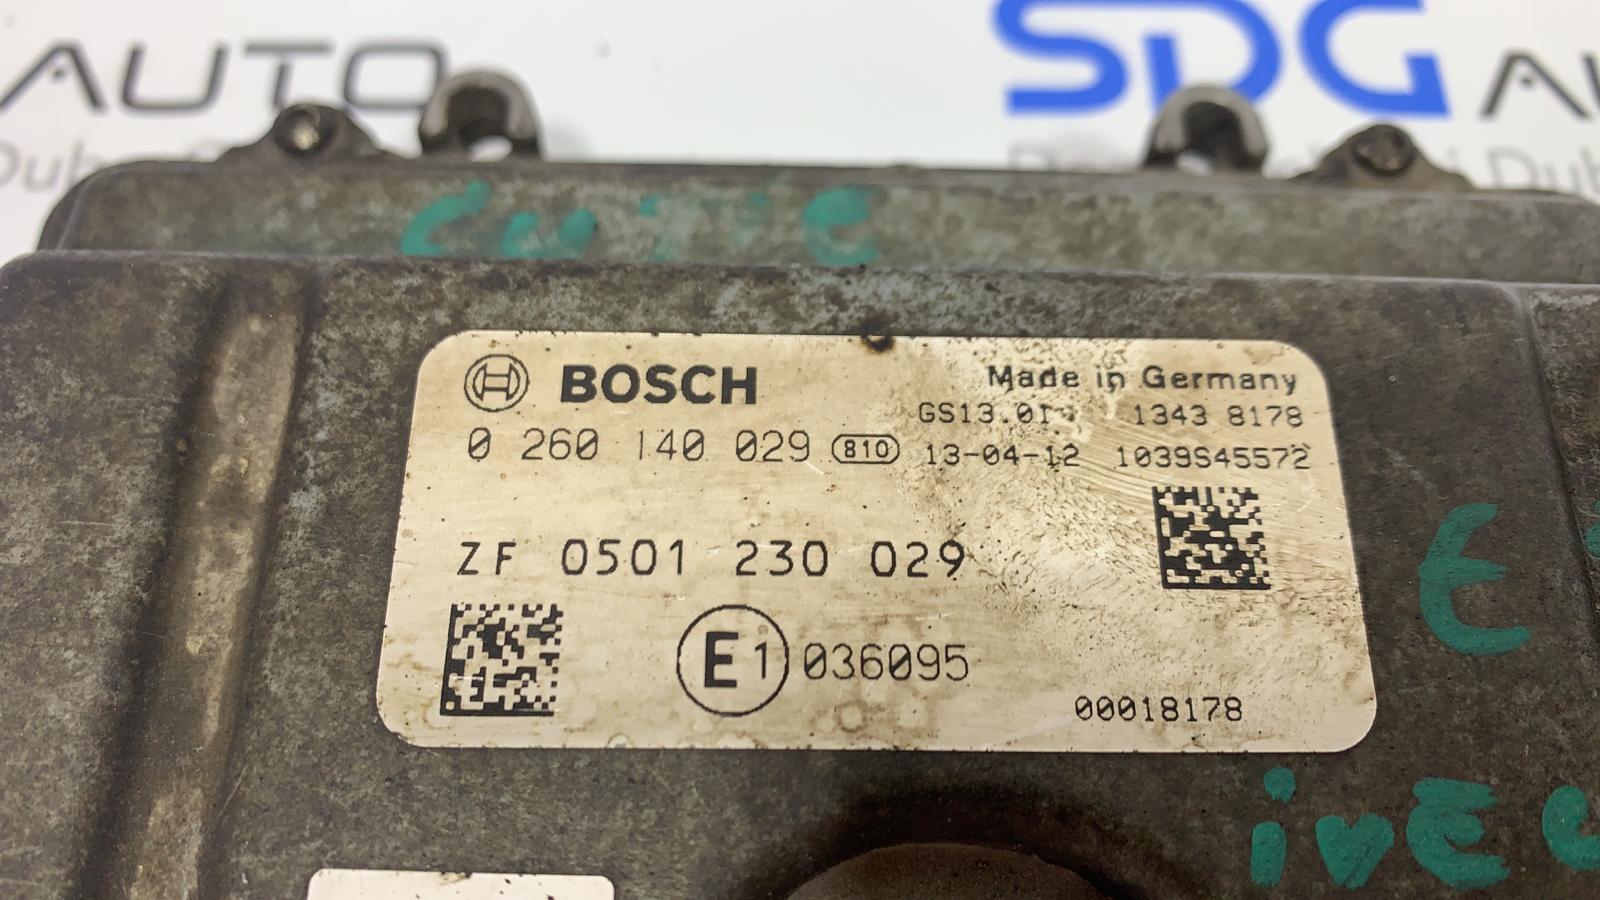 AUTO
SDG
BOSCH
Made in Germany
1343 8178
0 260 140 029 810
13-04-12 1039S45572
ZF 0501 230 029
E1 036095
00018178
E
ivec